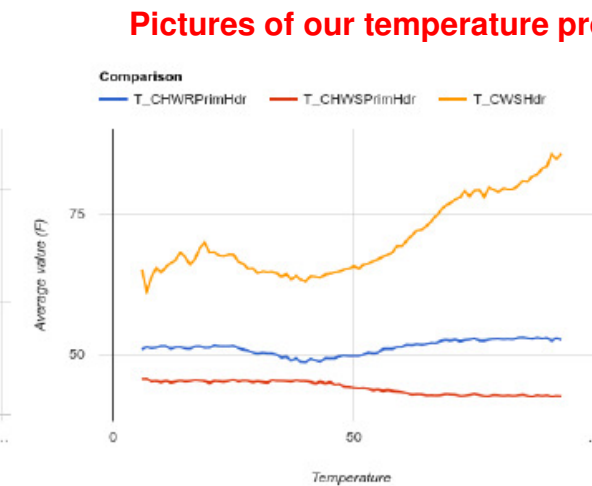 Pictures of our temperature pr
Comparison
T_CHWRPrimHdr T_CHWSPrimHdr T_CWSHdr
Average value (F)
75
50
0 50
Temperature